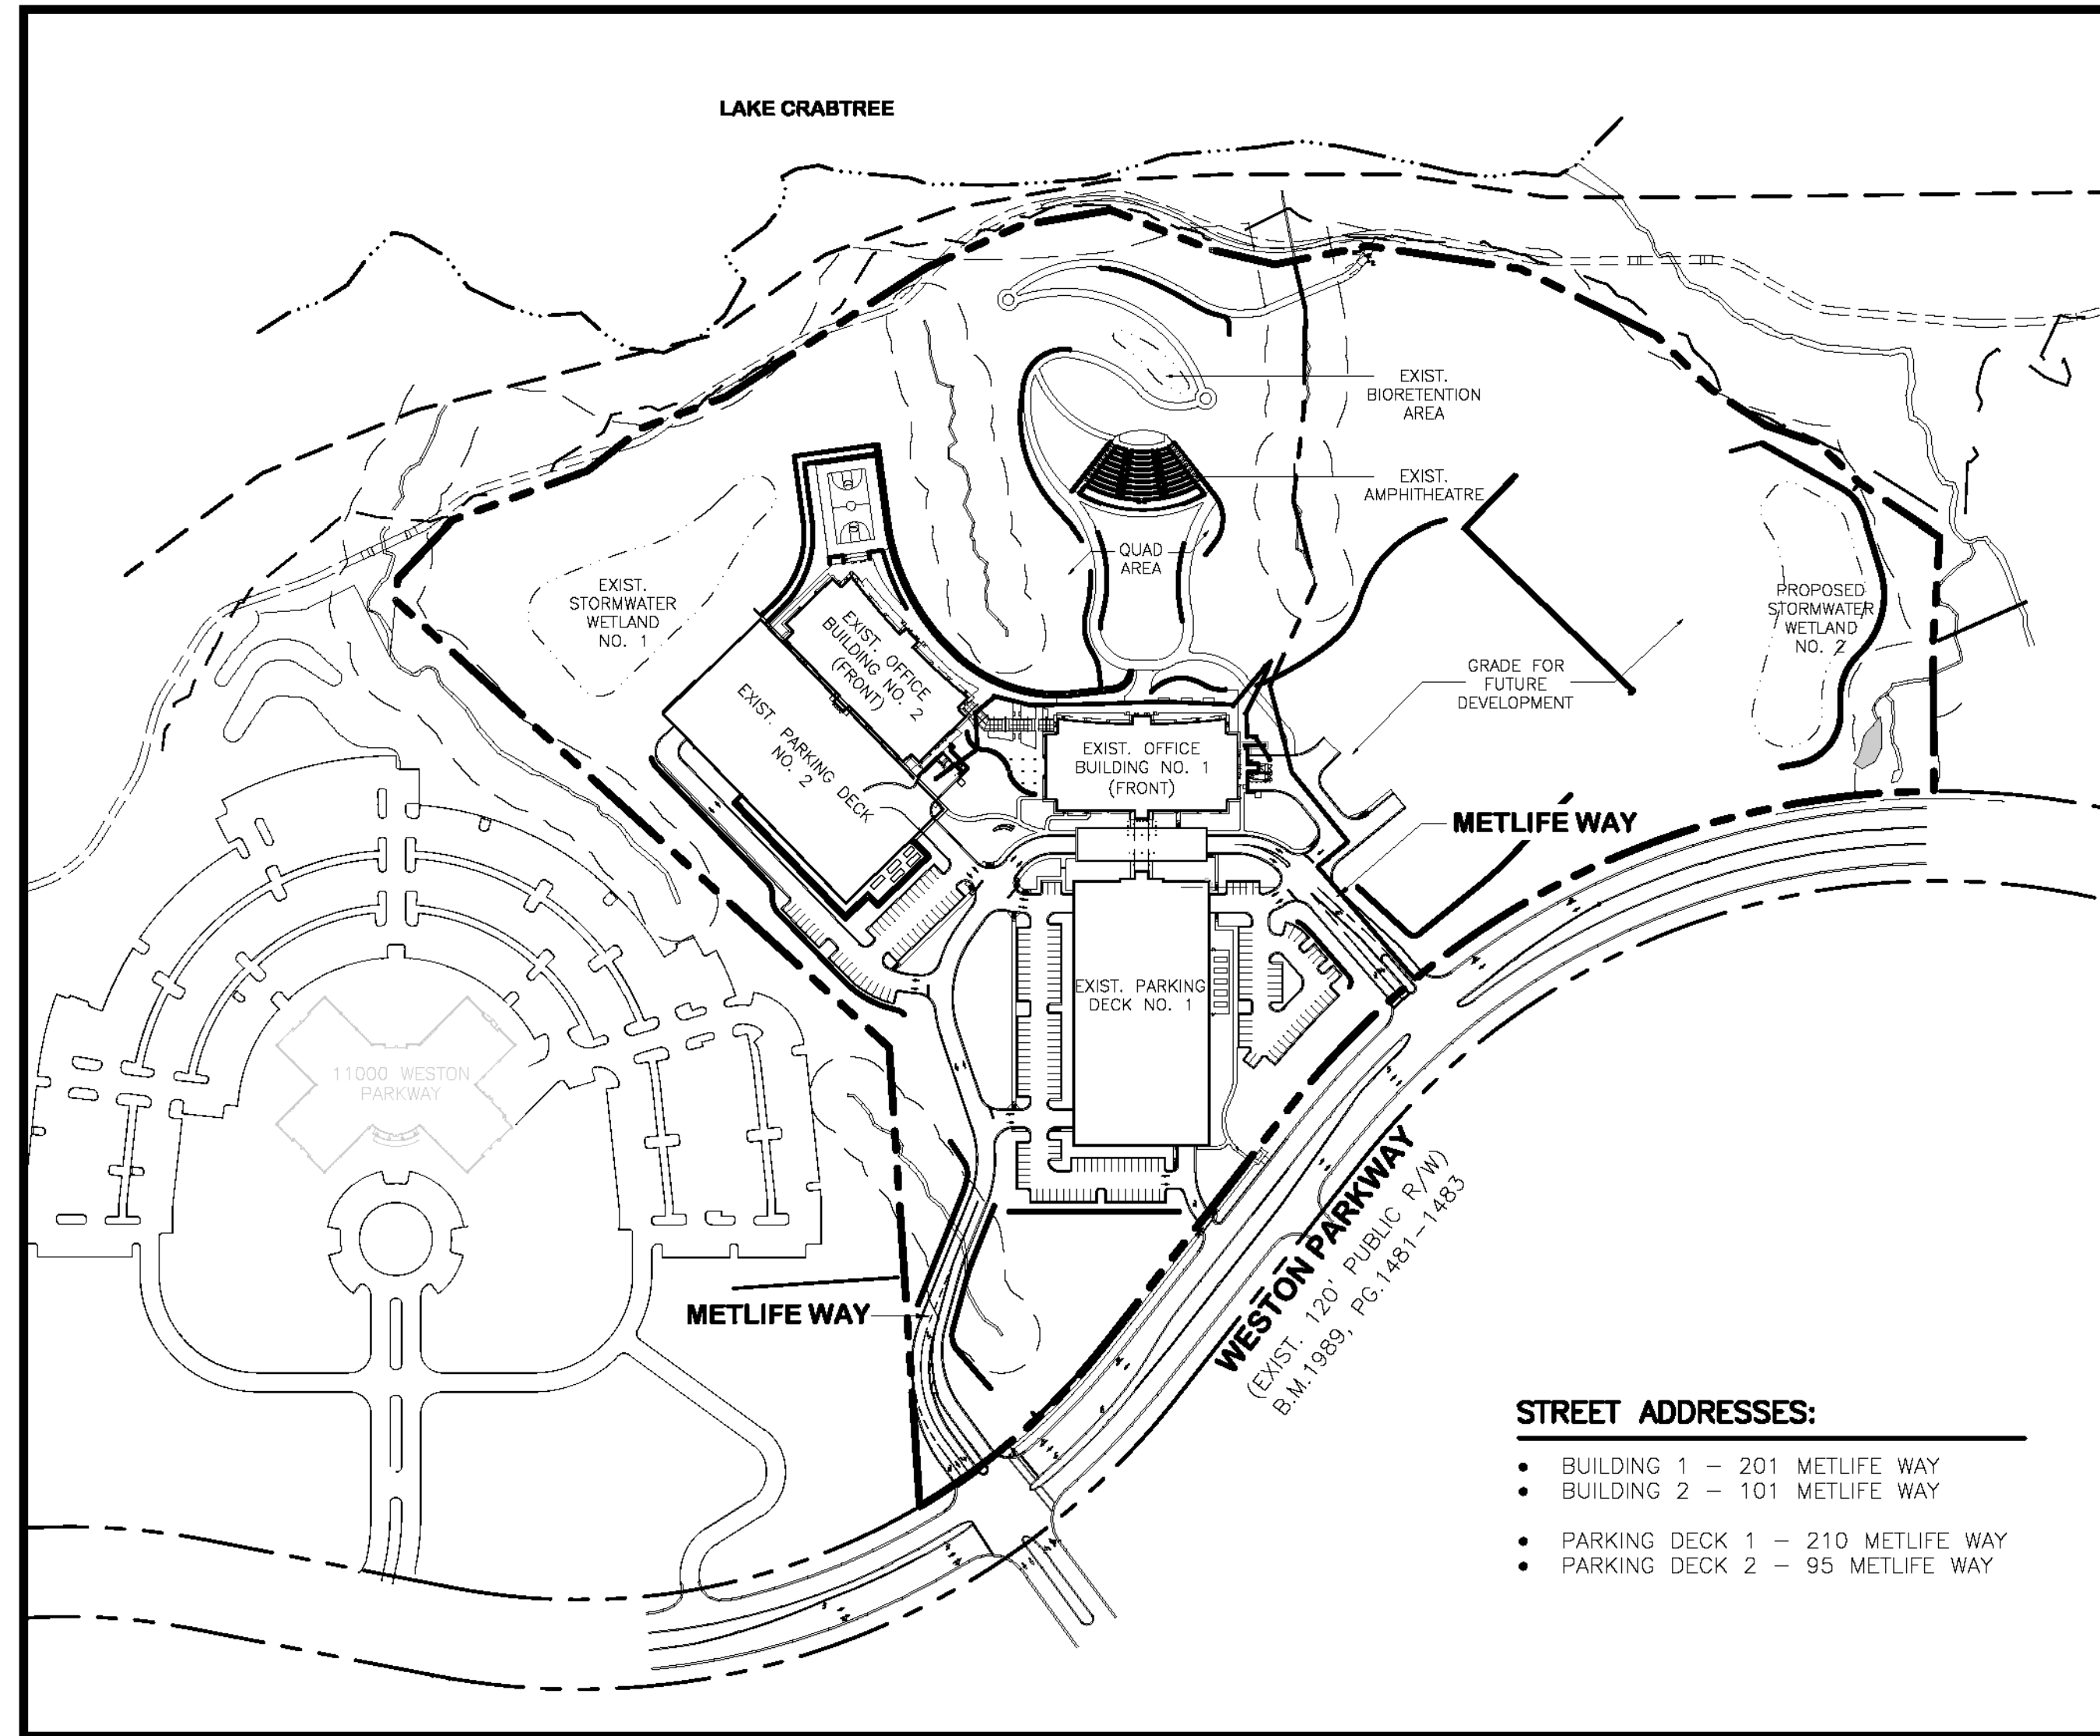 LAKE CRABTREE
EXIST.
BIORETENTION
AREA
EXIST.
AMPHITHEATRE
QUAD
AREA
EXIST.
STORMWATER
WETLAND
NO. 1
EXIST. OFFICE
BUILDING NO. 2
(FRONT)
PROPOSED
STORMWATER
WETLAND
NO. 2
GRADE FOR
FUTURE
DEVELOPMENT
EXIST. PARKING DECK
NO. 2
EXIST. OFFICE
BUILDING NO. 1
(FRONT)
METLIFE WAY
EXIST. PARKING
DECK NO. 1
11000 WESTON
PARKWAY
WESTON PARKWAY
(EXIST. 120' PUBLIC R/W)
B.M.1989, PG.1481-1483
METLIFE WAY
STREET ADDRESSES:
• BUILDING 1 - 201 METLIFE WAY
• BUILDING 2 - 101 METLIFE WAY
• PARKING DECK 1 - 210 METLIFE WAY
• PARKING DECK 2 - 95 METLIFE WAY